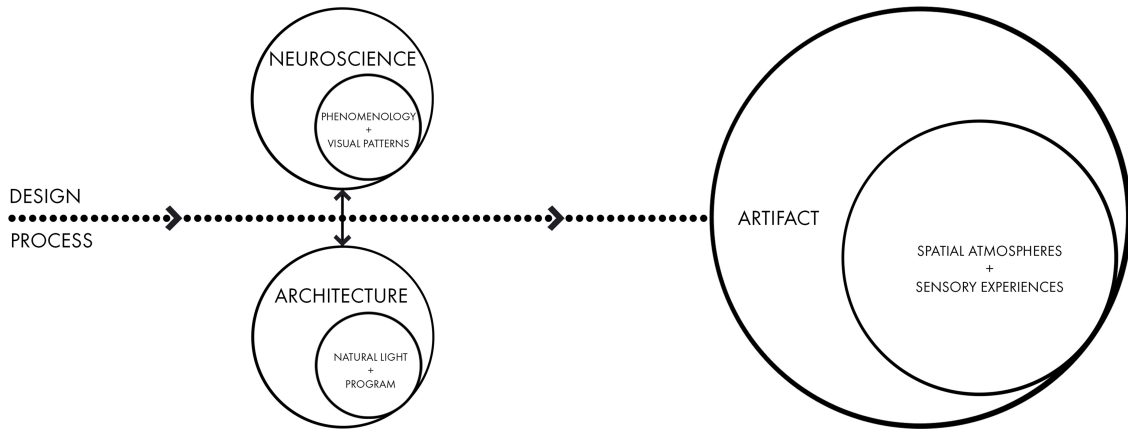 NEUROSCIENCE
PHENOMENOLOGY
+
VISUAL PATTERNS
DESIGN
PROCESS
ARCHITECTURE
NATURAL LIGHT
+
PROGRAM
ARTIFACT
SPATIAL ATMOSPHERES
+
SENSORY EXPERIENCES